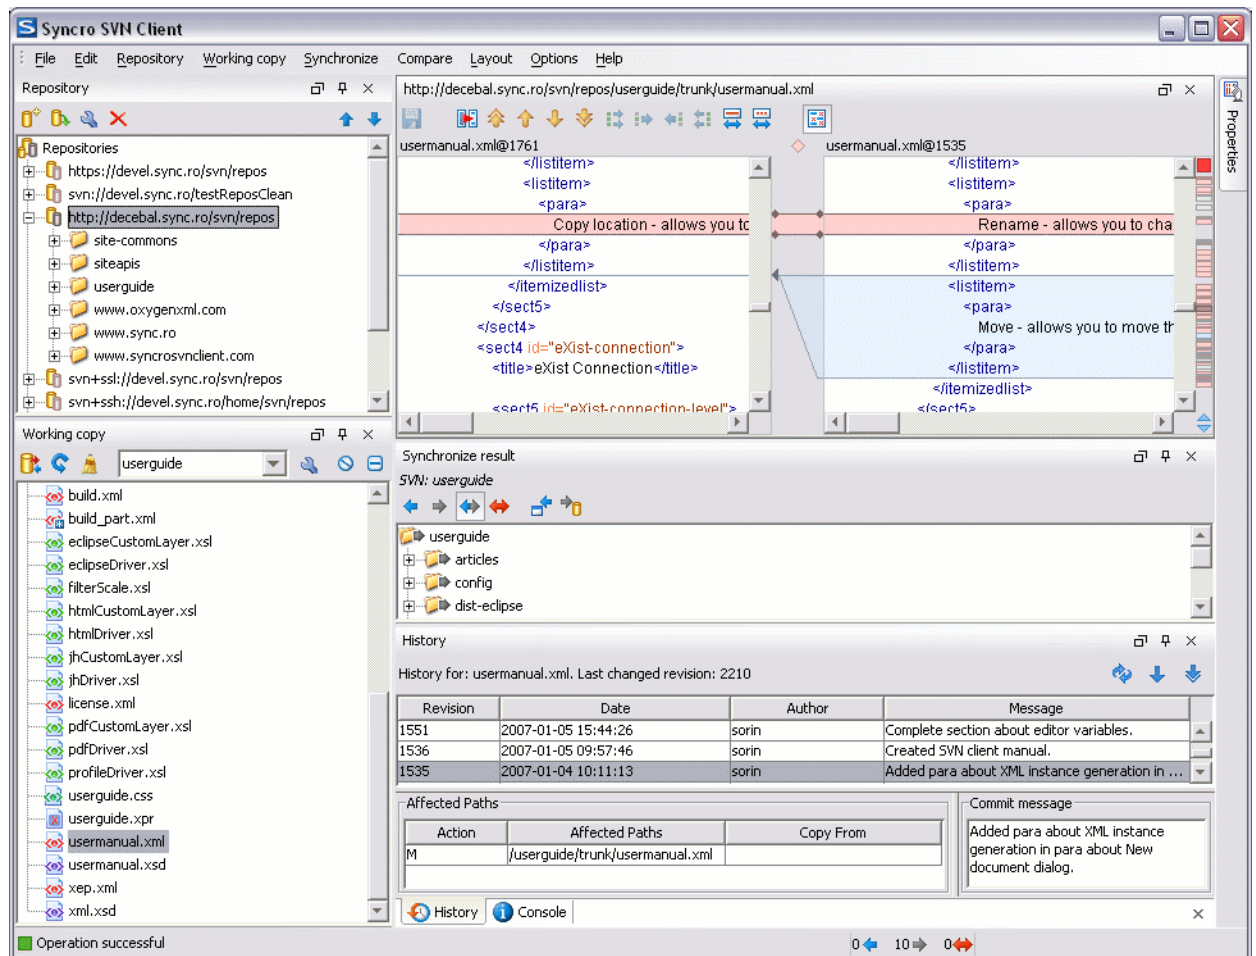 Syncro SVN Client
File Edit Repository Working copy Synchronize Compare Layout Options Help
Repository
Repositories
https://devel.sync.ro/svn/repos
svn://devel.sync.ro/testReposClean
http://decebal.sync.ro/svn/repos
site-commons
siteapis
userguide
www.oxygenxml.com
www.sync.ro
www.syncrosvnclient.com
svn+ssl://devel.sync.ro/svn/repos
svn+ssh://devel.sync.ro/home/svn/repos
Working copy
userguide
build.xml
build_part.xml
eclipseCustomLayer.xsl
eclipseDriver.xsl
filterScale.xsl
htmlCustomLayer.xsl
htmlDriver.xsl
jhCustomLayer.xsl
jhDriver.xsl
license.xml
pdfCustomLayer.xsl
pdfDriver.xsl
profileDriver.xsl
userguide.css
userguide.xpr
usermanual.xml
usermanual.xsd
xep.xml
xml.xsd
http://decebal.sync.ro/svn/repos/userguide/trunk/usermanual.xml
usermanual.xml@1761
</listitem>
<listitem>
<para>
Copy location - allows you to
</para>
</listitem>
</itemizedlist>
</sect5>
</sect4>
<sect4 id="eXist-connection">
<title>eXist Connection</title>
<sect5 id="eXist-connection-level">
usermanual.xml@1535
</listitem>
<listitem>
<para>
Rename - allows you to cha
</para>
</listitem>
<listitem>
<para>
Move - allows you to move th
</para>
</listitem>
</itemizedlist>
</sect5>
Properties
Synchronize result
SVN: userguide
userguide
articles
config
dist-eclipse
History
History for: usermanual.xml. Last changed revision: 2210
Revision Date Author Message
1551 2007-01-05 15:44:26 sorin Complete section about editor variables.
1536 2007-01-05 09:57:46 sorin Created SVN client manual.
1535 2007-01-04 10:11:13 sorin Added para about XML instance generation in ...
Affected Paths
Action Affected Paths Copy From
M /userguide/trunk/usermanual.xml
Commit message
Added para about XML instance
generation in para about New
document dialog.
History Console
Operation successful
0 10 0